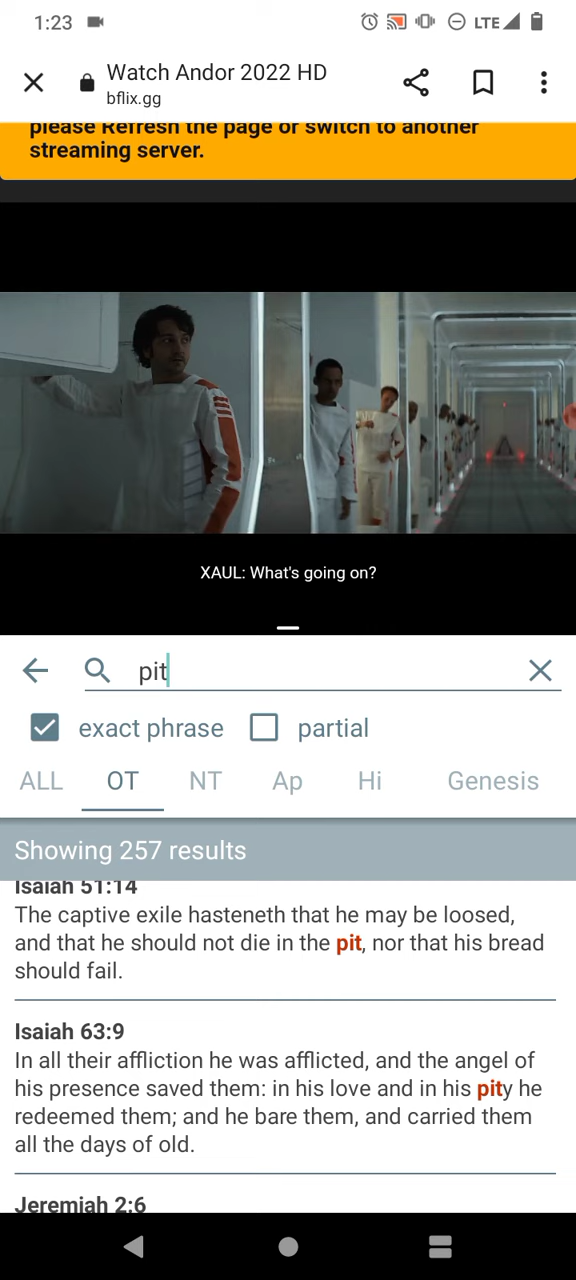 1:23
LTE
Watch Andor 2022 HD
bflix.gg
please Refresh the page or switch to another
streaming server.
XAUL: What's going on?
pit
exact phrase
partial
ALL
OT
NT
Ap
Hi
Genesis
Showing 257 results
Isaiah 51:14
The captive exile hasteneth that he may be loosed,
and that he should not die in the pit, nor that his bread
should fail.
Isaiah 63:9
In all their affliction he was afflicted, and the angel of
his presence saved them: in his love and in his pity he
redeemed them; and he bare them, and carried them
all the days of old.
Jeremiah 2:6